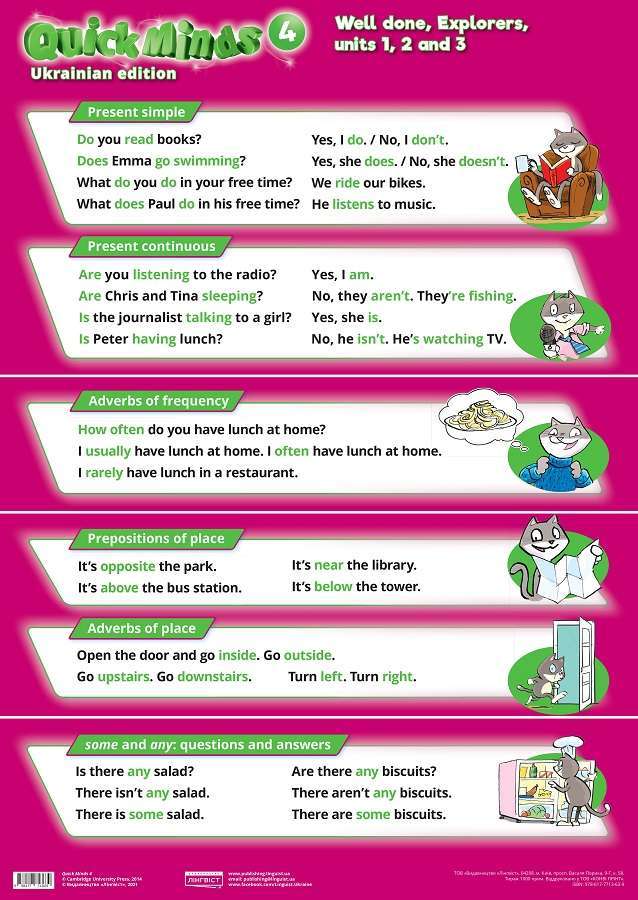 Quick Minds 4
Ukrainian edition
Well done, Explorers,
units 1, 2 and 3
Present simple
Do you read books? Yes, I do. / No, I don't.
Does Emma go swimming? Yes, she does. / No, she doesn't.
What do you do in your free time? We ride our bikes.
What does Paul do in his free time? He listens to music.
Present continuous
Are you listening to the radio? Yes, I am.
Are Chris and Tina sleeping? No, they aren't. They're fishing.
Is the journalist talking to a girl? Yes, she is.
Is Peter having lunch? No, he isn't. He's watching TV.
Adverbs of frequency
How often do you have lunch at home?
I usually have lunch at home. I often have lunch at home.
I rarely have lunch in a restaurant.
Prepositions of place
It's opposite the park. It's near the library.
It's above the bus station. It's below the tower.
Adverbs of place
Open the door and go inside. Go outside.
Go upstairs. Go downstairs. Turn left. Turn right.
some and any: questions and answers
Is there any salad? Are there any biscuits?
There isn't any salad. There aren't any biscuits.
There is some salad. There are some biscuits.
Quick Minds 4
© Cambridge University Press, 2014
© Видавництво «Лінгвіст», 2021
ЛІНГВІСТ
www.publishing.linguist.ua
email: publishing@linguist.ua
www.facebook.com/Linguist.Ukraine